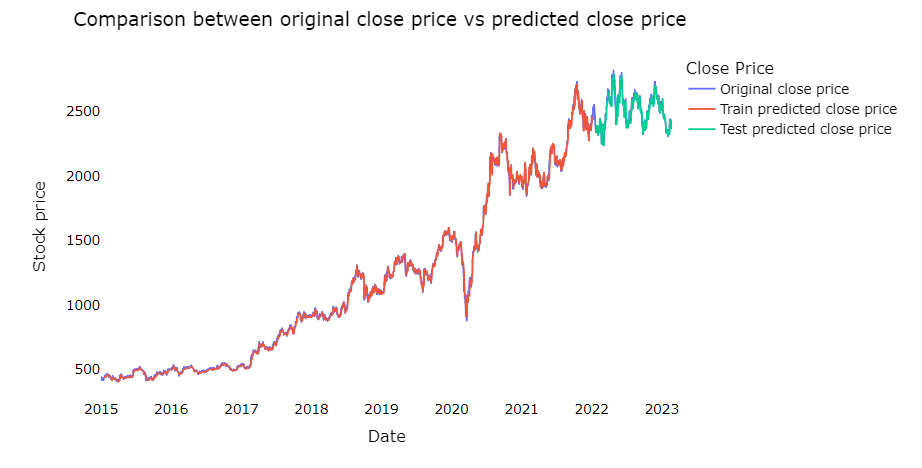 Comparison between original close price vs predicted close price
Close Price
Original close price
Train predicted close price
Test predicted close price
Stock price
2500
2000
1500
1000
500
2015 2016 2017 2018 2019 2020 2021 2022 2023
Date